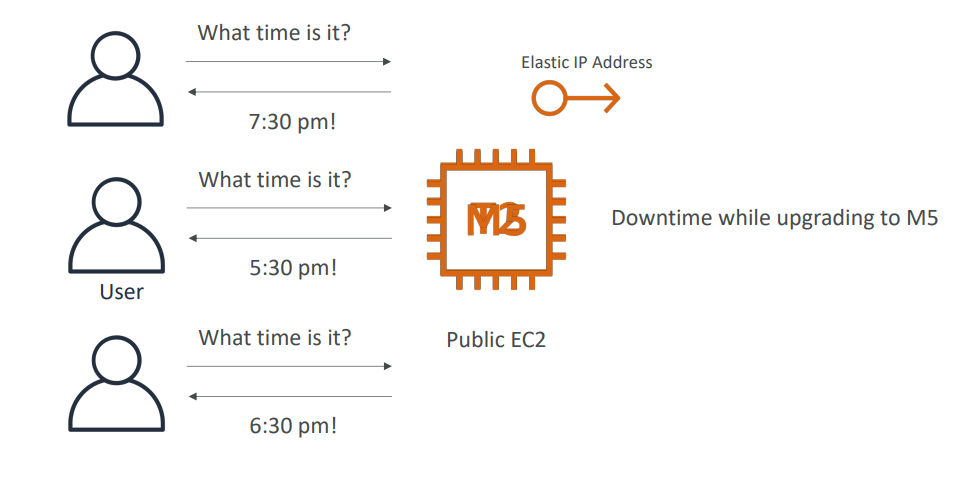 What time is it?
7:30 pm!
Elastic IP Address
What time is it?
5:30 pm!
User
Downtime while upgrading to M5
Public EC2
What time is it?
6:30 pm!